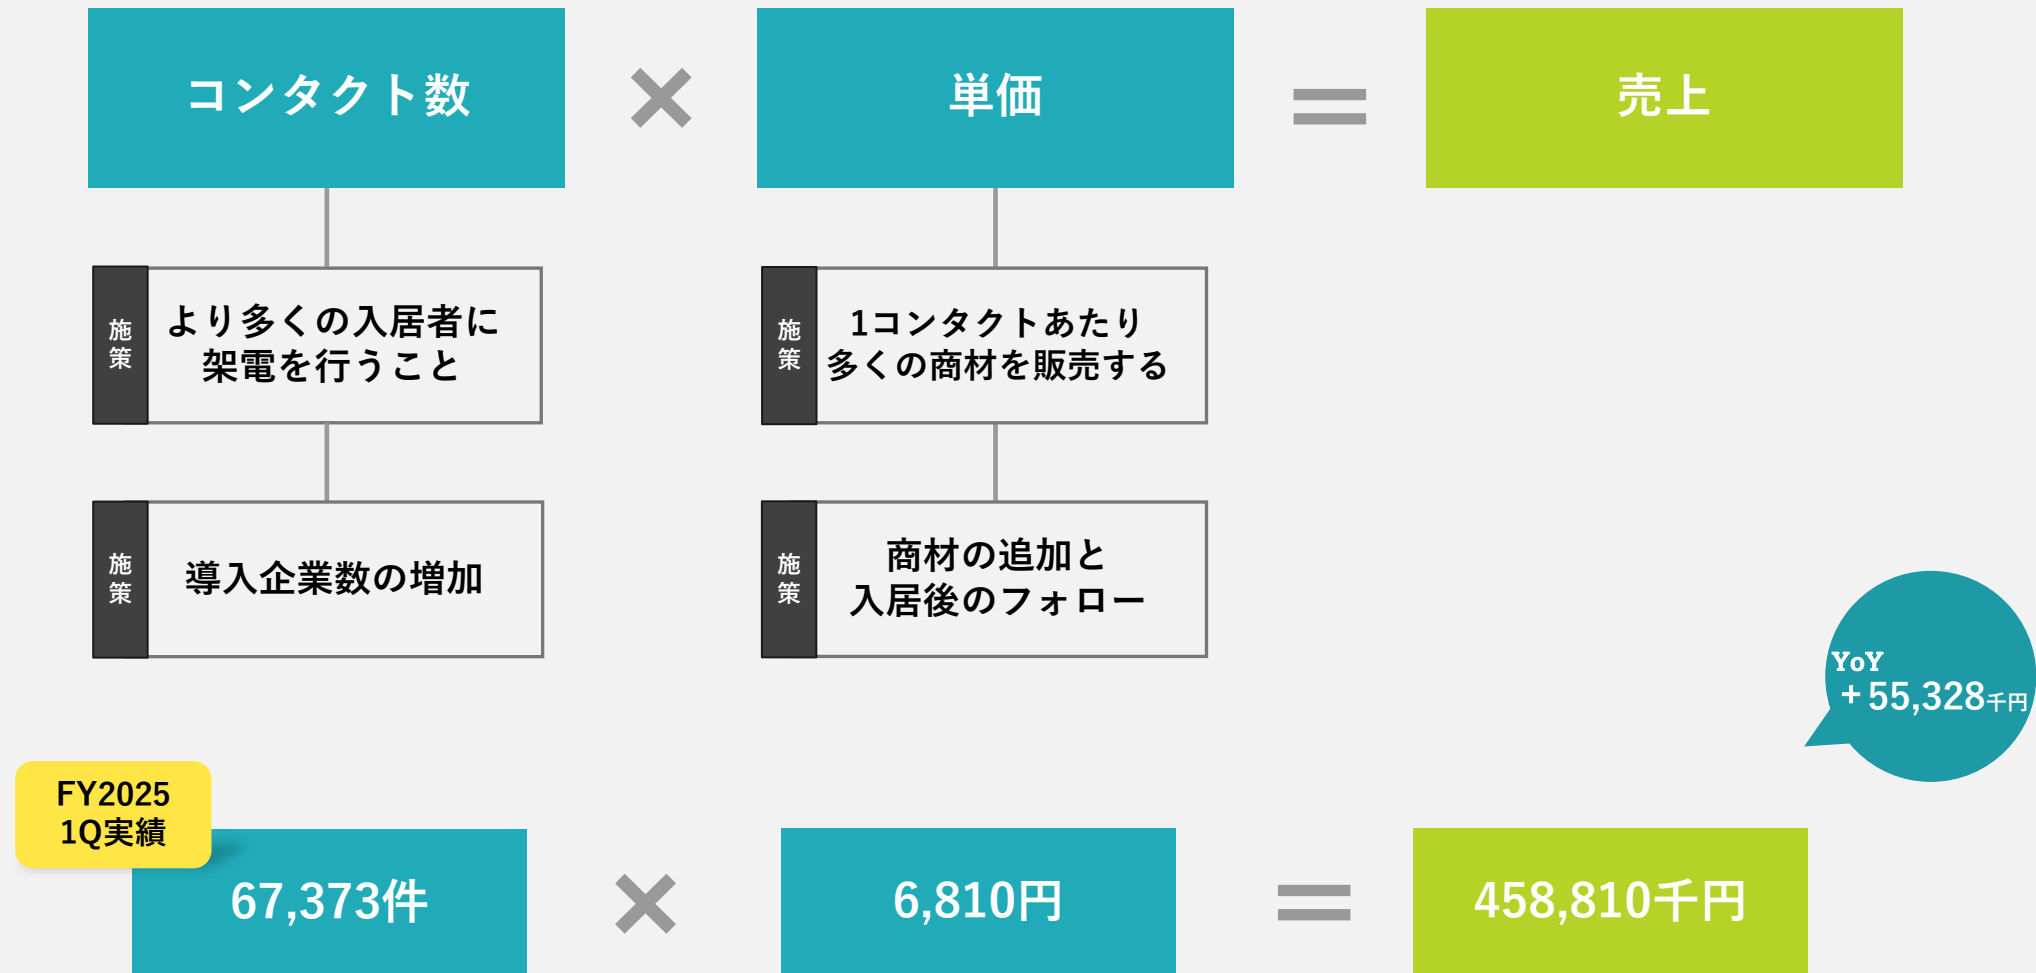 コンタクト数
×
単価
＝
売上
施策
より多くの入居者に
架電を行うこと
施策
1コンタクトあたり
多くの商材を販売する
施策
導入企業数の増加
施策
商材の追加と
入居後のフォロー
YoY
+55,328千円
FY2025
1Q実績
67,373件
×
6,810円
＝
458,810千円